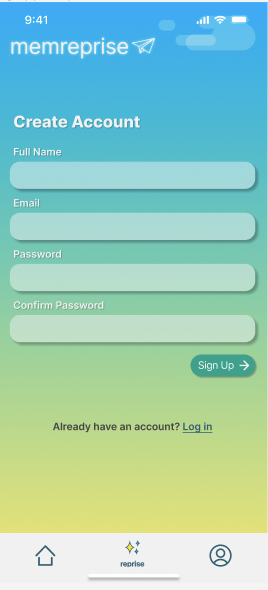 9:41
memreprise
Create Account
Full Name
Email
Password
Confirm Password
Sign Up
Already have an account? Log in
reprise